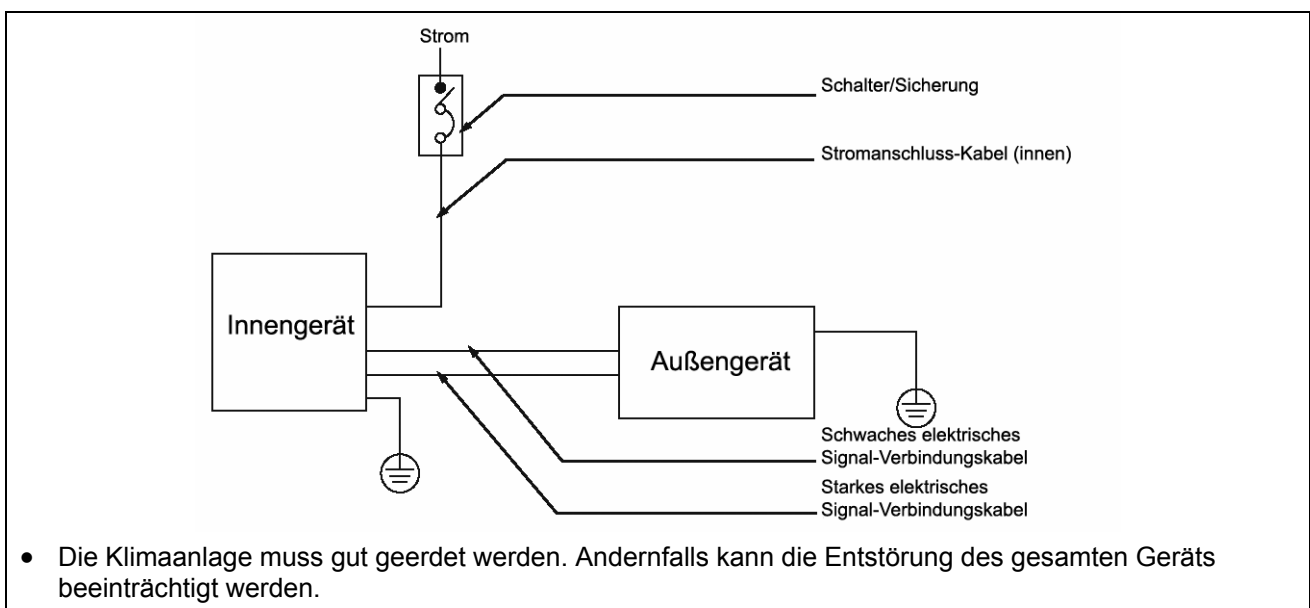 Strom
Schalter/Sicherung
Stromanschluss-Kabel (innen)
Innengerät
Außengerät
Schwaches elektrisches
Signal-Verbindungskabel
Starkes elektrisches
Signal-Verbindungskabel
• Die Klimaanlage muss gut geerdet werden. Andernfalls kann die Entstörung des gesamten Geräts
beeinträchtigt werden.